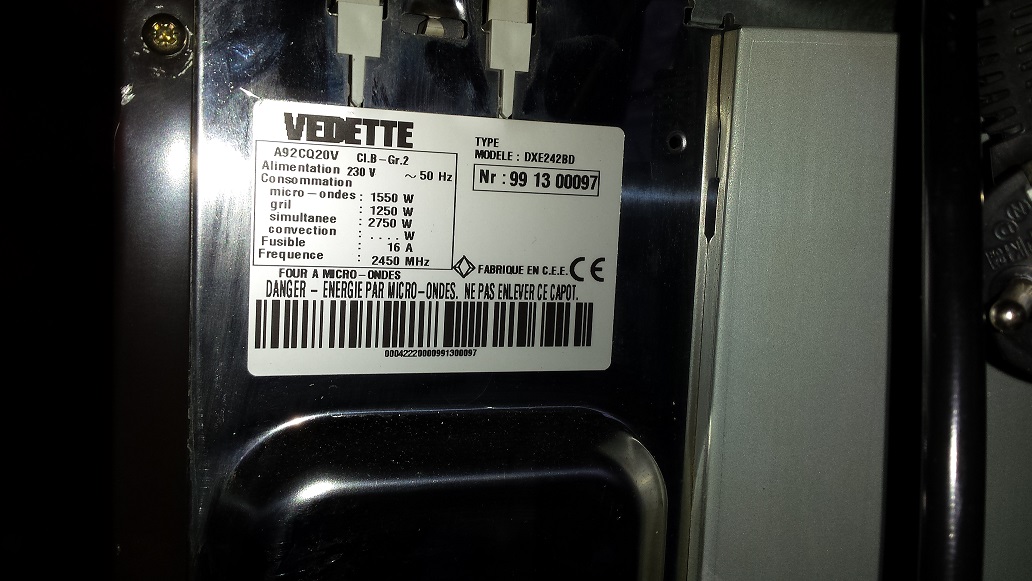 VEDETTE
A92CQ20V Cl.B-Gr.2
Alimentation 230 V ~ 50 Hz
Consommation
micro-ondes : 1550 W
gril : 1250 W
simultanee : 2750 W
convection : .... W
Fusible : 16 A
Frequence : 2450 MHz
TYPE
MODELE : DXE242BD
Nr : 99 13 00097
FABRIQUE EN C.E.E. CE
FOUR A MICRO-ONDES
DANGER - ENERGIE PAR MICRO-ONDES. NE PAS ENLEVER CE CAPOT.
00042220000991300097